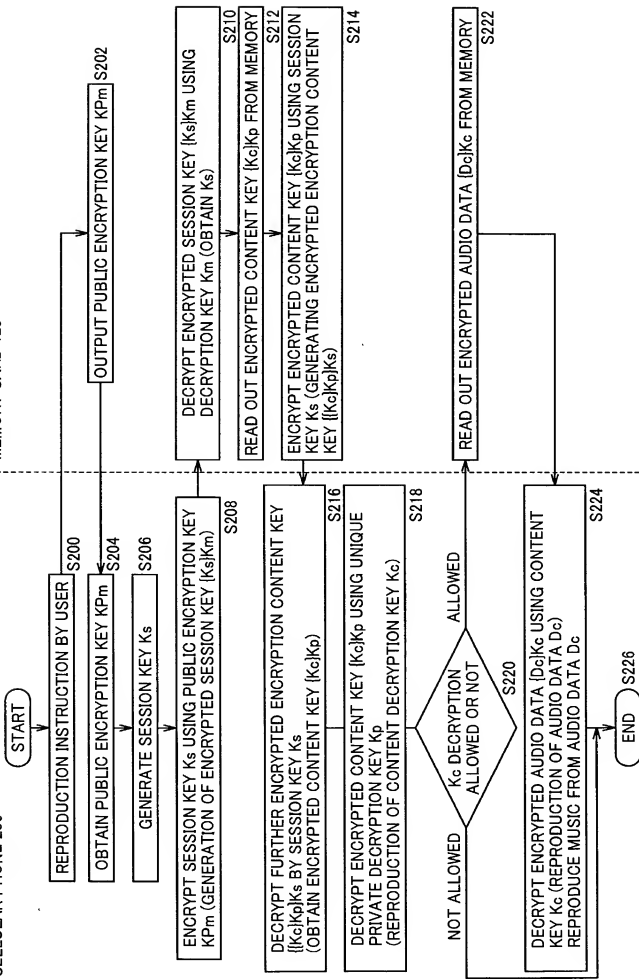 START
REPRODUCTION INSTRUCTION BY USER
S200
OUTPUT PUBLIC ENCRYPTION KEY KPm
S202
OBTAIN PUBLIC ENCRYPTION KEY KPm
S204
GENERATE SESSION KEY Ks
S206
ENCRYPT SESSION KEY Ks USING PUBLIC ENCRYPTION KEY
KPm (GENERATION OF ENCRYPTED SESSION KEY [Ks]Km)
S208
DECRYPT ENCRYPTED SESSION KEY [Ks]Km USING
DECRYPTION KEY Km (OBTAIN Ks)
S210
READ OUT ENCRYPTED CONTENT KEY [Kc]Kp FROM MEMORY
S212
ENCRYPT ENCRYPTED CONTENT KEY [Kc]Kp USING SESSION
KEY Ks (GENERATING ENCRYPTED ENCRYPTION CONTENT
KEY [[Kc]Kp]Ks)
S214
DECRYPT FURTHER ENCRYPTED ENCRYPTION CONTENT KEY
[[Kc]Kp]Ks BY SESSION KEY Ks
(OBTAIN ENCRYPTED CONTENT KEY [Kc]Kp)
S216
DECRYPT ENCRYPTED CONTENT KEY [Kc]Kp USING UNIQUE
PRIVATE DECRYPTION KEY Kp
(REPRODUCTION OF CONTENT DECRYPTION KEY Kc)
S218
NOT ALLOWED
Kc DECRYPTION
ALLOWED OR NOT
ALLOWED
S220
READ OUT ENCRYPTED AUDIO DATA [Dc]Kc FROM MEMORY
S222
DECRYPT ENCRYPTED AUDIO DATA [Dc]Kc USING CONTENT
KEY Kc (REPRODUCTION OF AUDIO DATA Dc)
REPRODUCE MUSIC FROM AUDIO DATA Dc
S224
END
S226